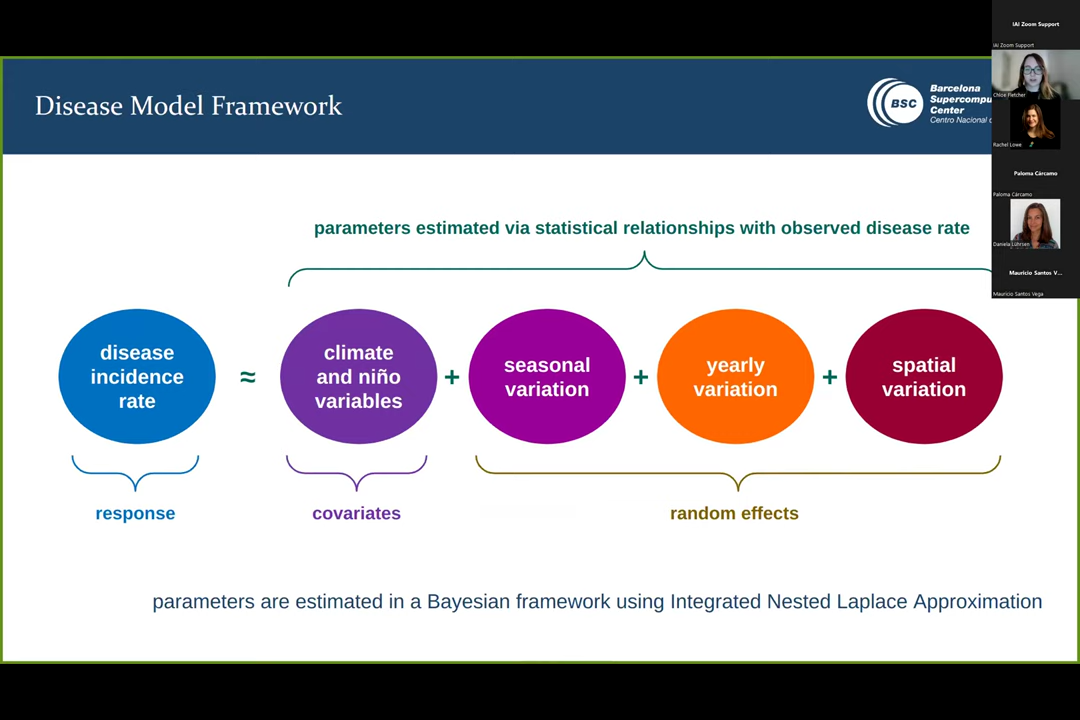 Disease Model Framework
BSC
Barcelona
Supercompu
Center
Centro Nacional
IAI Zoom Support
IAI Zoom Support
Chloe Fletcher
Rachel Lowe
Paloma Cárcamo
Paloma Cárcamo
Daniela Lührsen
Mauricio Santos V...
Mauricio Santos Vega
parameters estimated via statistical relationships with observed disease rate
disease
incidence
rate
≈
climate
and niño
variables
+
seasonal
variation
+
yearly
variation
+
spatial
variation
response
covariates
random effects
parameters are estimated in a Bayesian framework using Integrated Nested Laplace Approximation